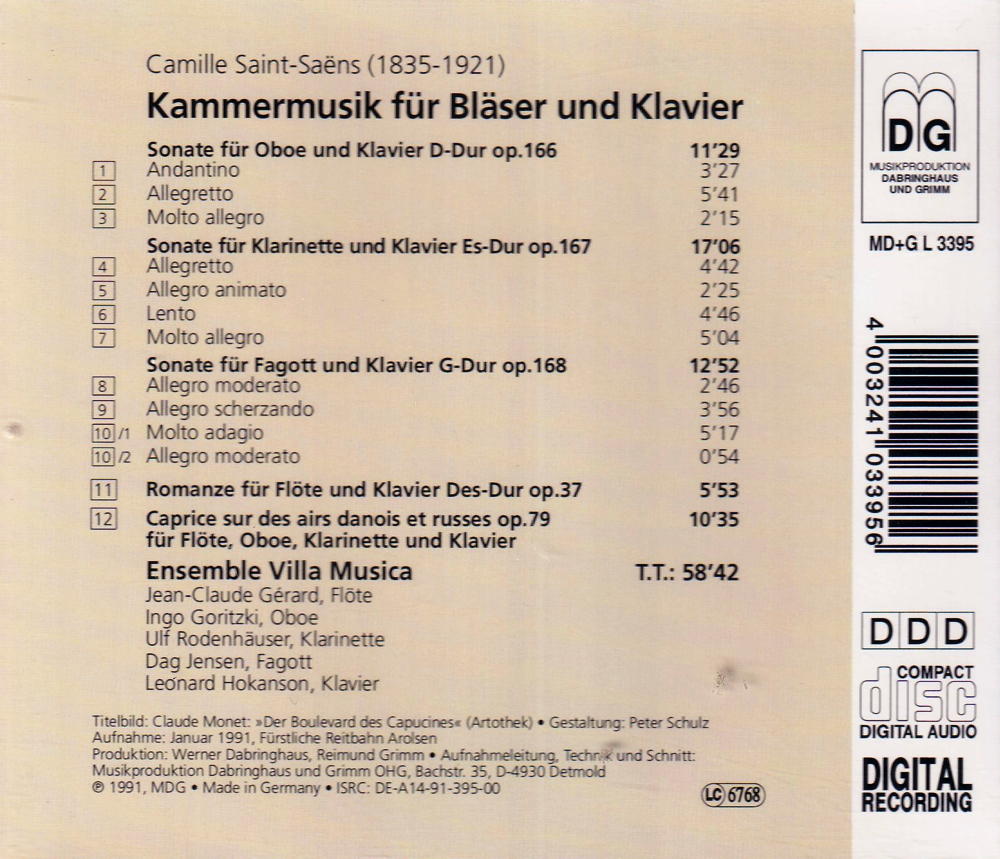 Camille Saint-Saëns (1835-1921)
Kammermusik für Bläser und Klavier
Sonate für Oboe und Klavier D-Dur op.166 11'29
1 Andantino 3'27
2 Allegretto 5'41
3 Molto allegro 2'15
Sonate für Klarinette und Klavier Es-Dur op.167 17'06
4 Allegretto 4'42
5 Allegro animato 2'25
6 Lento 4'46
7 Molto allegro 5'04
Sonate für Fagott und Klavier G-Dur op.168 12'52
8 Allegro moderato 2'46
9 Allegro scherzando 3'56
10/1 Molto adagio 5'17
10/2 Allegro moderato 0'54
11 Romanze für Flöte und Klavier Des-Dur op.37 5'53
12 Caprice sur des airs danois et russes op.79 10'35
für Flöte, Oboe, Klarinette und Klavier
Ensemble Villa Musica T.T.: 58'42
Jean-Claude Gérard, Flöte
Ingo Goritzki, Oboe
Ulf Rodenhäuser, Klarinette
Dag Jensen, Fagott
Leonard Hokanson, Klavier
Titelbild: Claude Monet: »Der Boulevard des Capucines« (Artothek) • Gestaltung: Peter Schulz
Aufnahme: Januar 1991, Fürstliche Reitbahn Arolsen
Produktion: Werner Dabringhaus, Reimund Grimm • Aufnahmeleitung, Technik und Schnitt:
Musikproduktion Dabringhaus und Grimm OHG, Bachstr. 35, D-4930 Detmold
℗ 1991, MDG • Made in Germany • ISRC: DE-A14-91-395-00
LC 6768
DG
MUSIKPRODUKTION
DABRINGHAUS
UND GRIMM
MD+G L 3395
4 003241 033956
DDD
COMPACT
disc
DIGITAL AUDIO
DIGITAL
RECORDING